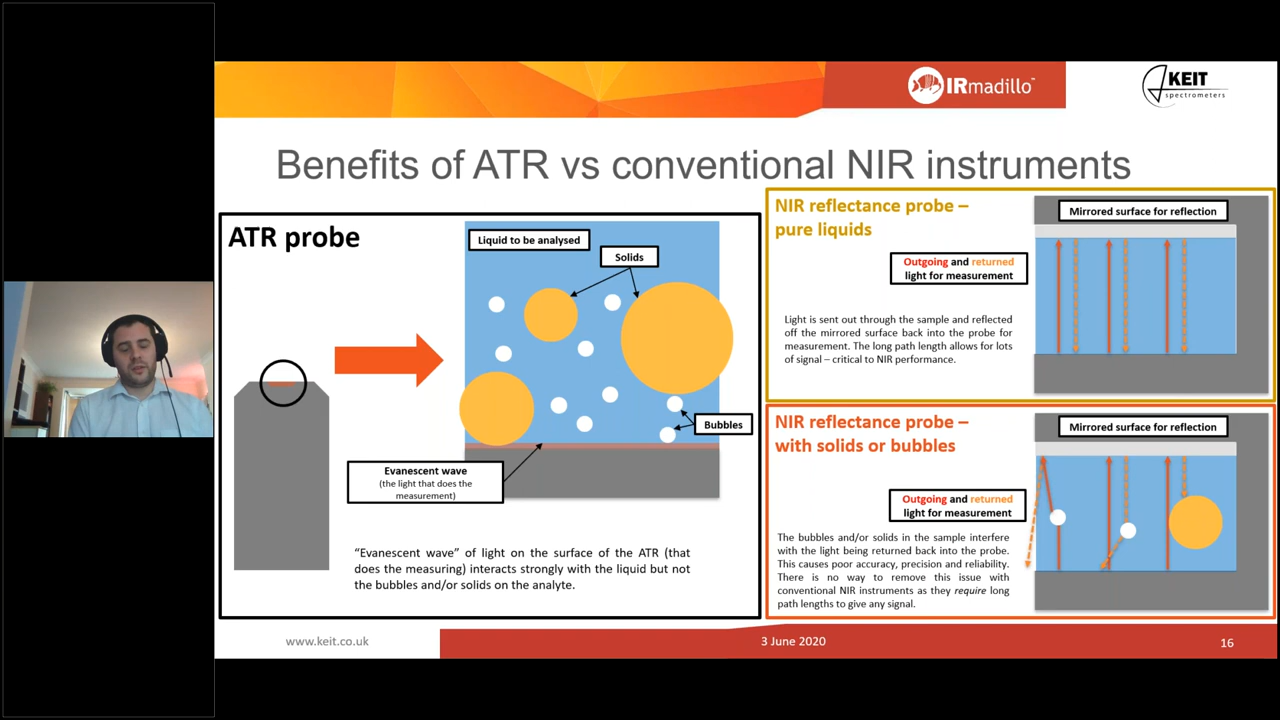 IRmadillo™
KEIT
spectrometers
Benefits of ATR vs conventional NIR instruments
ATR probe
Liquid to be analysed
Solids
Bubbles
Evanescent wave
(the light that does the
measurement)
“Evanescent wave” of light on the surface of the ATR (that
does the measuring) interacts strongly with the liquid but not
the bubbles and/or solids on the analyte.
NIR reflectance probe –
pure liquids
Mirrored surface for reflection
Outgoing and returned
light for measurement
Light is sent out through the sample and reflected
off the mirrored surface back into the probe for
measurement. The long path length allows for lots
of signal – critical to NIR performance.
NIR reflectance probe –
with solids or bubbles
Mirrored surface for reflection
Outgoing and returned
light for measurement
The bubbles and/or solids in the sample interfere
with the light being returned back into the probe.
This causes poor accuracy, precision and reliability.
There is no way to remove this issue with
conventional NIR instruments as they require long
path lengths to give any signal.
www.keit.co.uk
3 June 2020
16